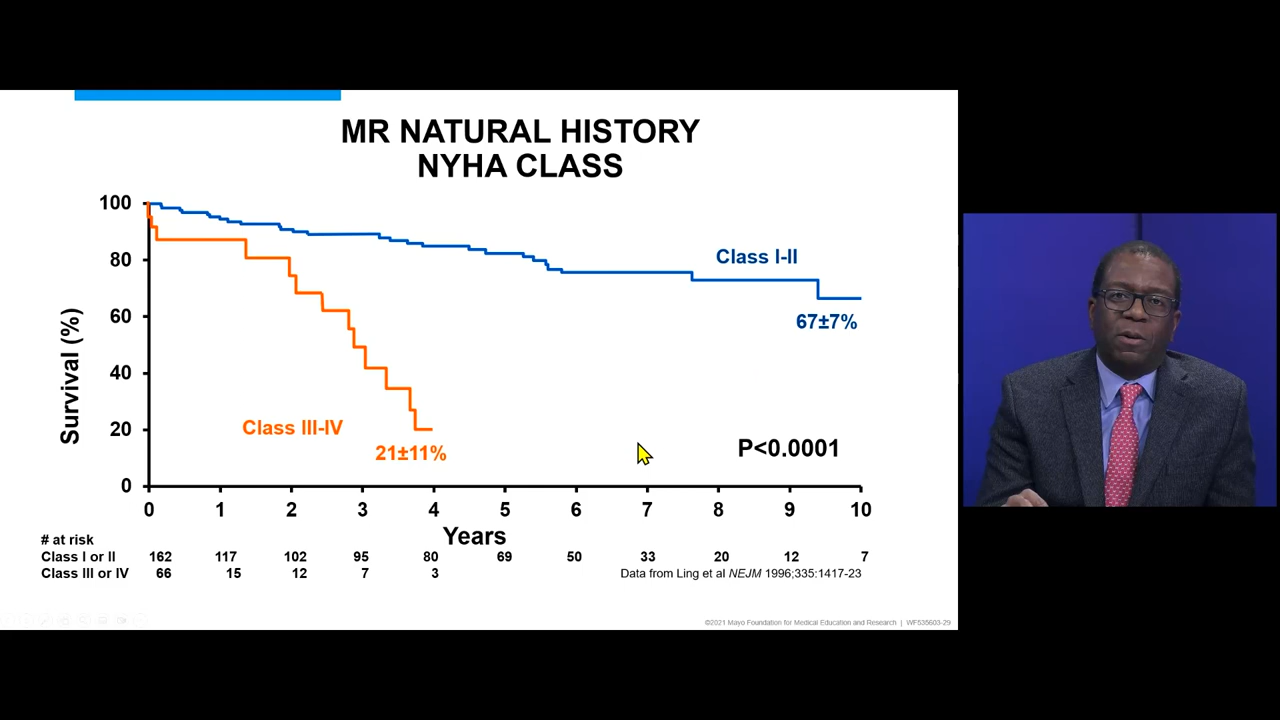 MR NATURAL HISTORY
NYHA CLASS
Survival (%)
100
80
60
40
20
0
Class I-II
67±7%
Class III-IV
21±11%
P<0.0001
0 1 2 3 4 5 6 7 8 9 10
Years
# at risk
Class I or II 162 117 102 95 80 69 50 33 20 12 7
Class III or IV 66 15 12 7 3
Data from Ling et al NEJM 1996;335:1417-23
©2021 Mayo Foundation for Medical Education and Research | WF535603-29